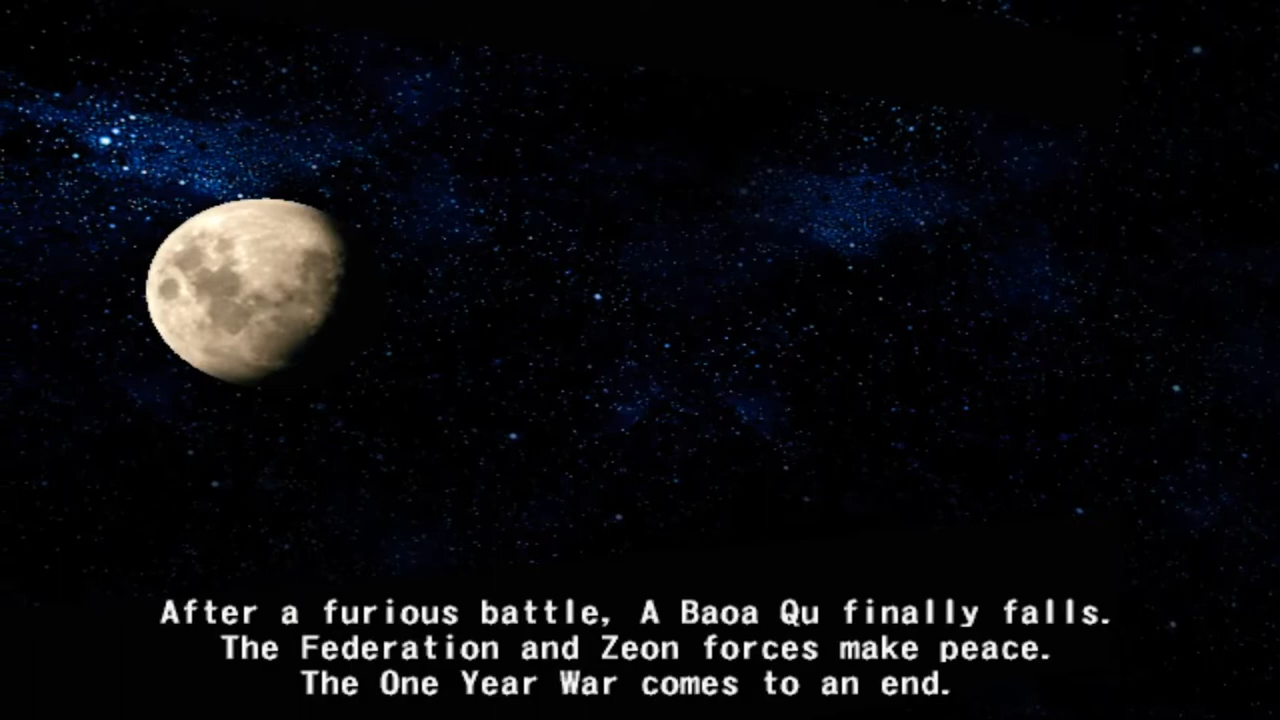 After a furious battle, A Baoa Qu finally falls.
The Federation and Zeon forces make peace.
The One Year War comes to an end.